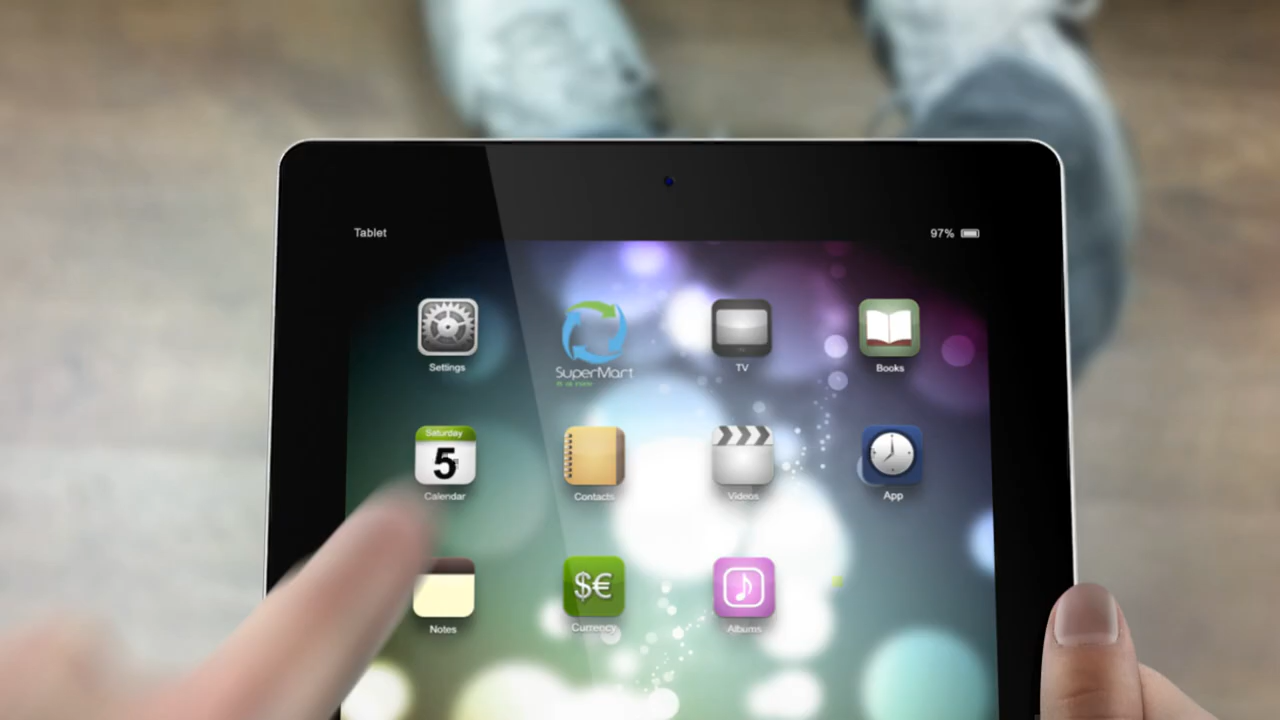 Tablet 97%
Settings
SuperMart
TV
Books
Saturday
5
Calendar
Contacts
Videos
App
Notes
$€
Currency
Albums